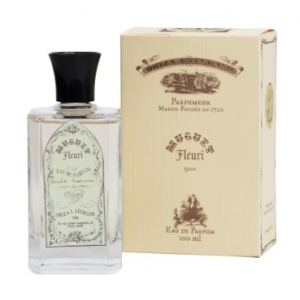 Muguet
Fleuri
EAU DE PARFUM
ORIZA L. LEGRAND
ORIZA L. LEGRAND
PARFUMEUR
MAISON FONDÉE EN 1720
Muguet
Fleuri
1920
EAU DE PARFUM
100 ml